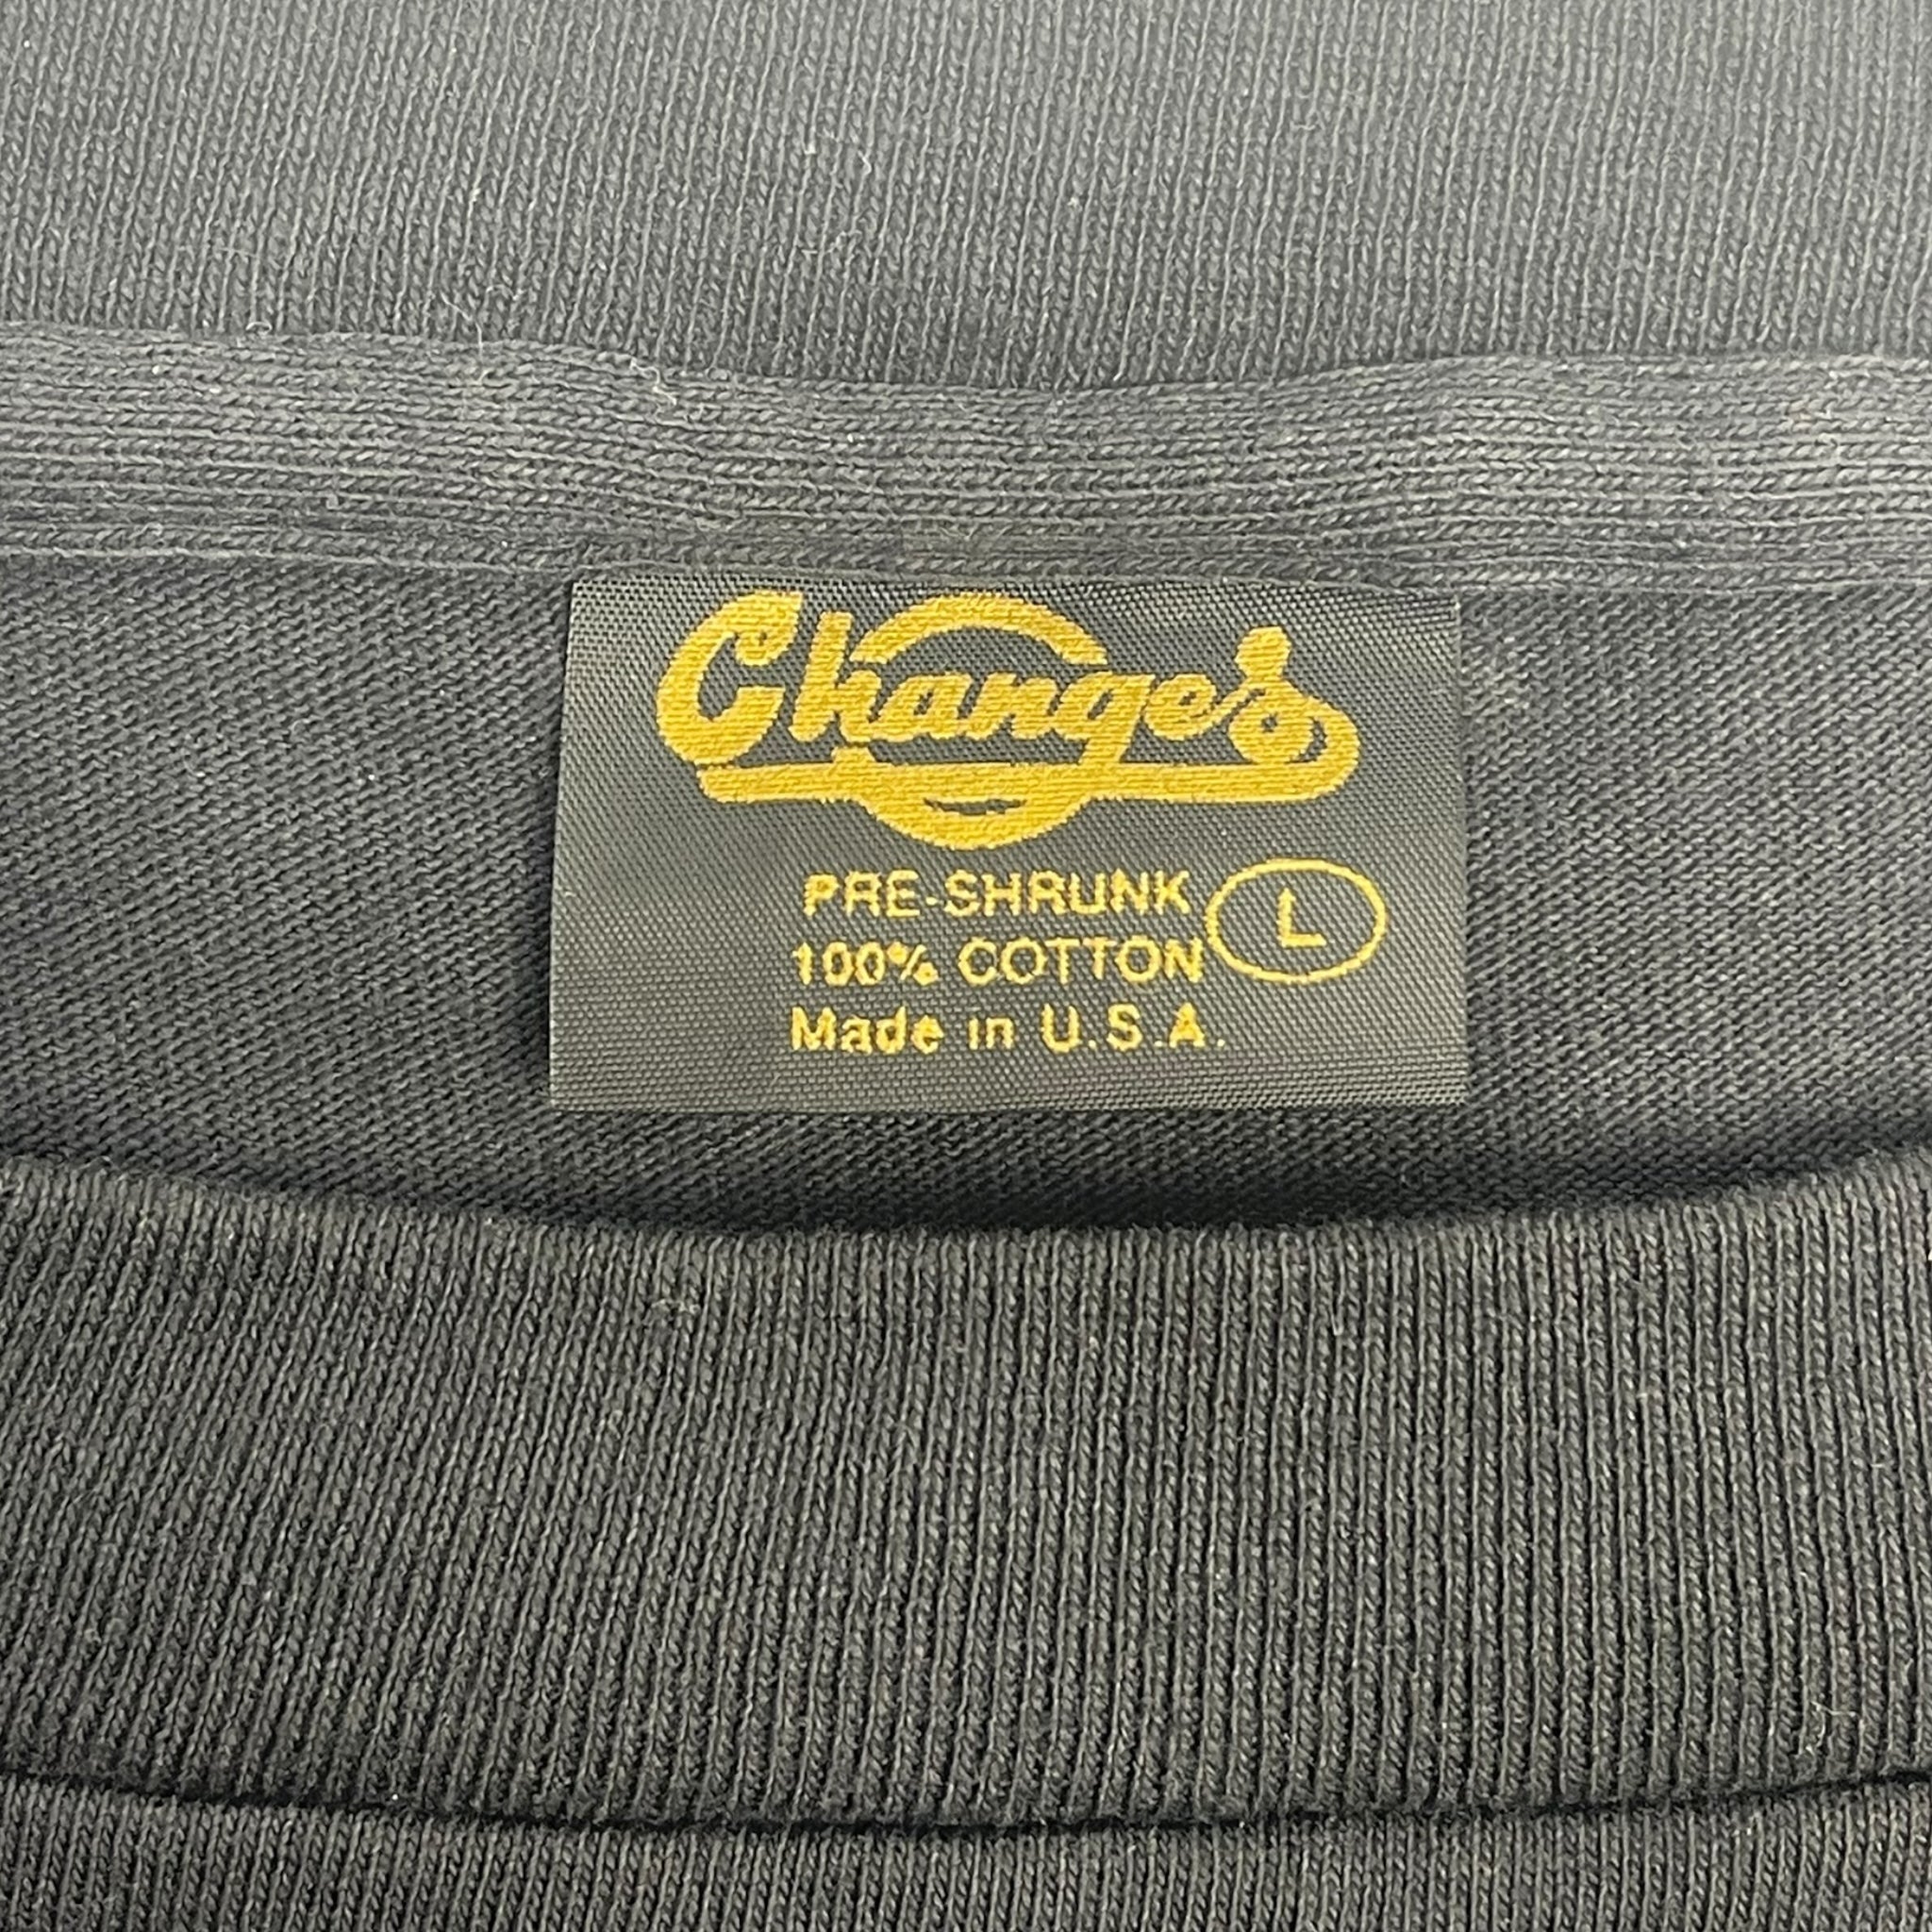 Changes
PRE-SHRUNK
L
100% COTTON
Made in U.S.A.